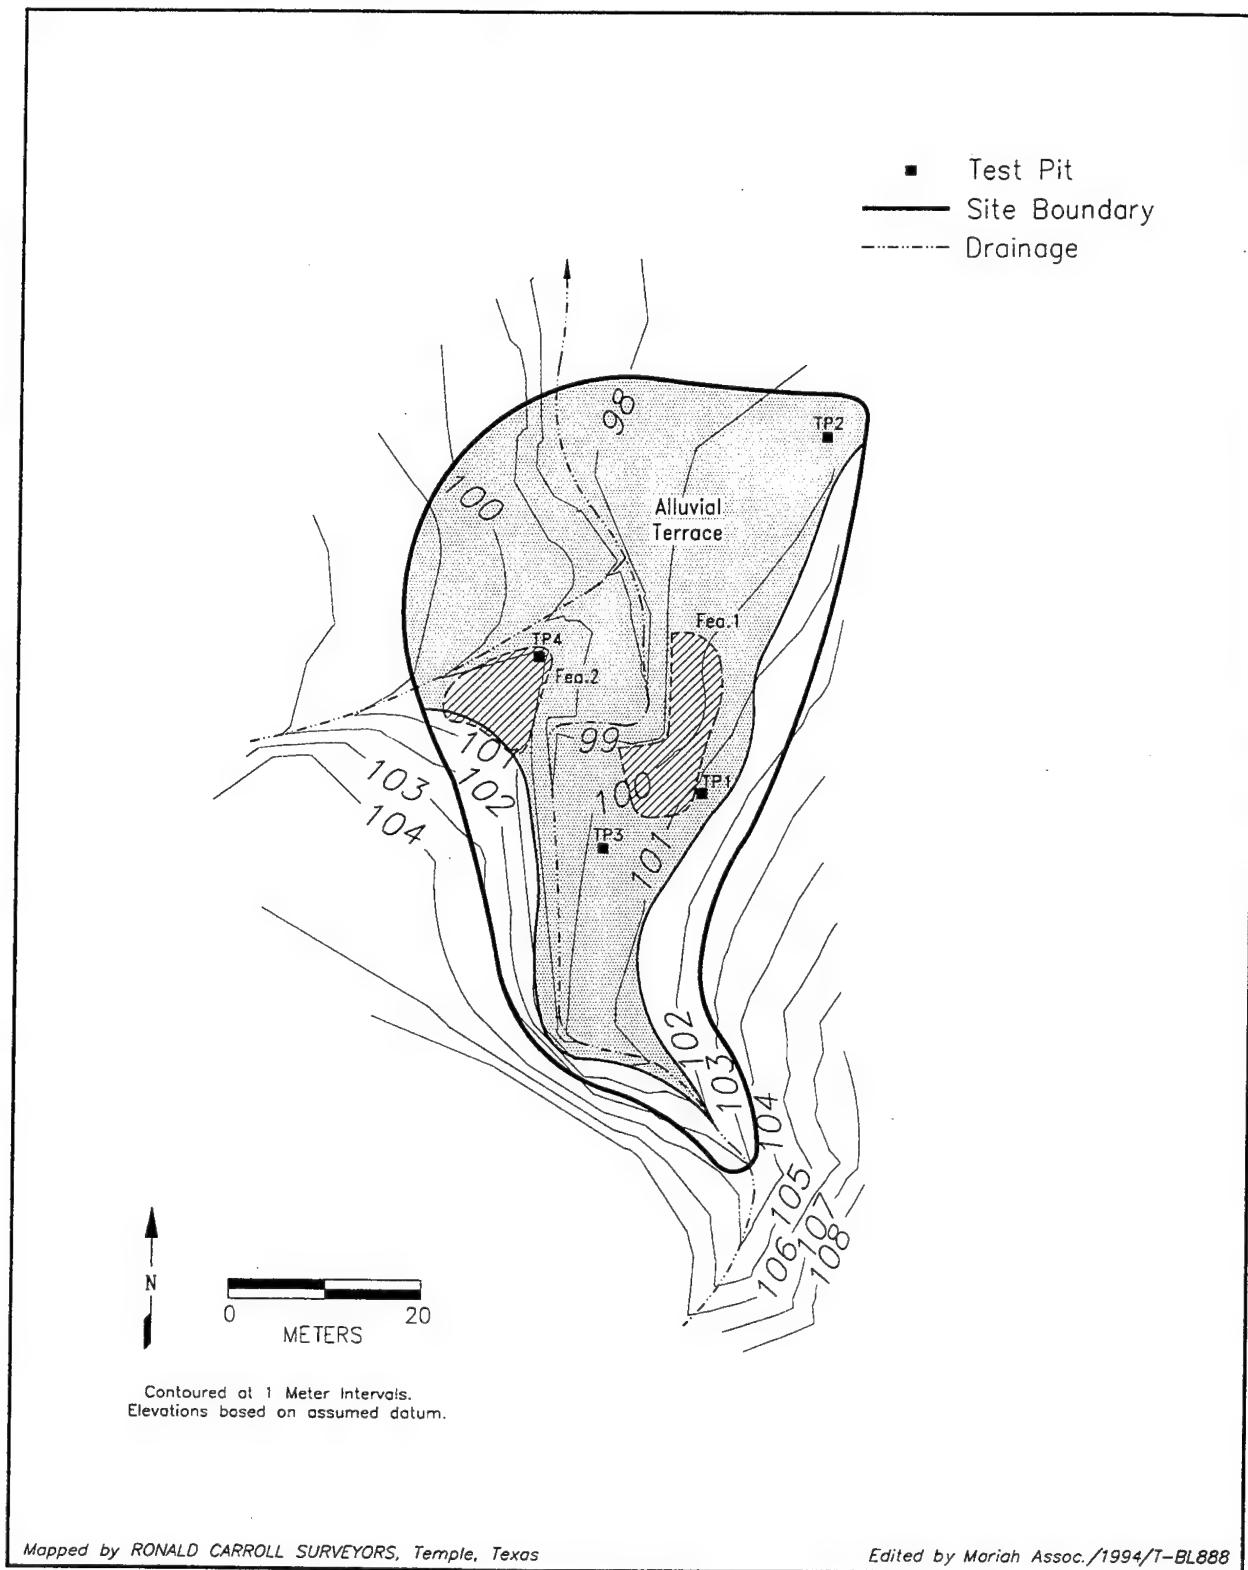 Test Pit
Site Boundary
Drainage
98
TP2
100
Alluvial
Terrace
Fea.1
TP4
Fea.2
99
101
102
103
104
100
TP1
TP3
101
102
103
104
105
106
107
108
N
0
20
METERS
Contoured at 1 Meter Intervals.
Elevations based on assumed datum.
Mapped by RONALD CARROLL SURVEYORS, Temple, Texas
Edited by Mariah Assoc./1994/T-BL888